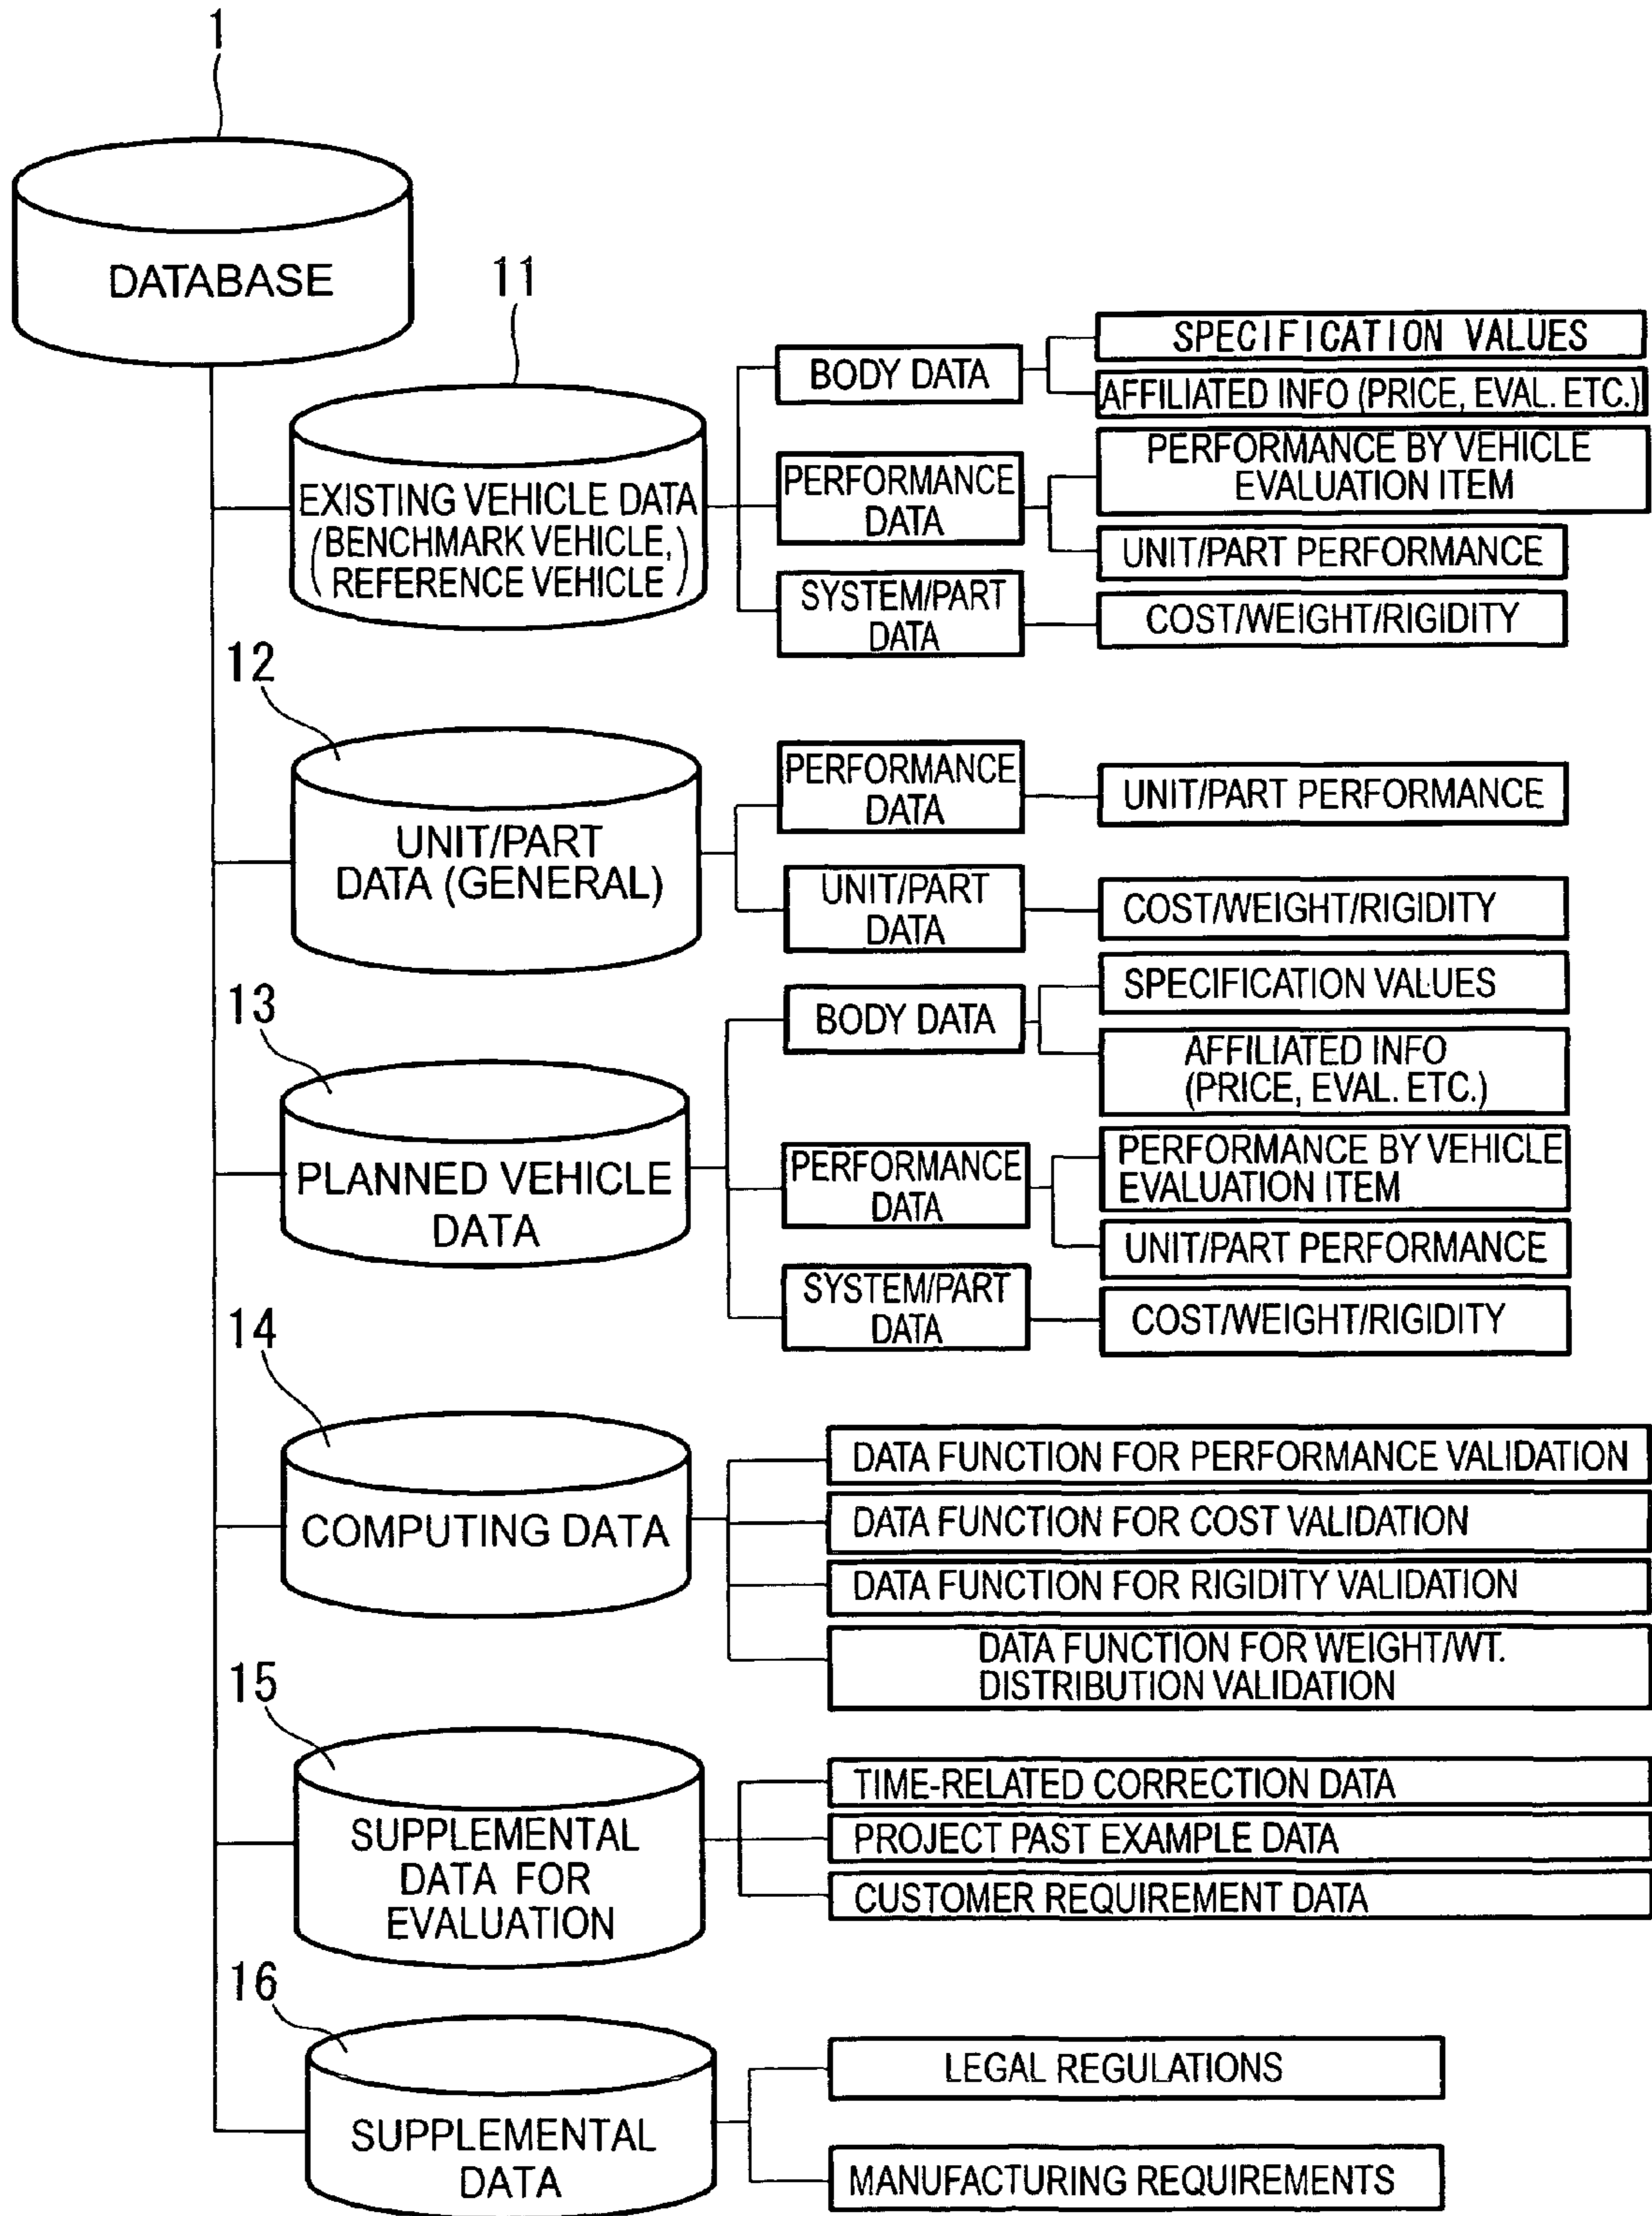 1
DATABASE
11
EXISTING VEHICLE DATA
(BENCHMARK VEHICLE,
REFERENCE VEHICLE)
BODY DATA
SPECIFICATION VALUES
AFFILIATED INFO (PRICE, EVAL. ETC.)
PERFORMANCE
DATA
PERFORMANCE BY VEHICLE
EVALUATION ITEM
UNIT/PART PERFORMANCE
SYSTEM/PART
DATA
COST/WEIGHT/RIGIDITY
12
UNIT/PART
DATA (GENERAL)
PERFORMANCE
DATA
UNIT/PART PERFORMANCE
UNIT/PART
DATA
COST/WEIGHT/RIGIDITY
13
PLANNED VEHICLE
DATA
BODY DATA
SPECIFICATION VALUES
AFFILIATED INFO
(PRICE, EVAL. ETC.)
PERFORMANCE
DATA
PERFORMANCE BY VEHICLE
EVALUATION ITEM
UNIT/PART PERFORMANCE
SYSTEM/PART
DATA
COST/WEIGHT/RIGIDITY
14
COMPUTING DATA
DATA FUNCTION FOR PERFORMANCE VALIDATION
DATA FUNCTION FOR COST VALIDATION
DATA FUNCTION FOR RIGIDITY VALIDATION
DATA FUNCTION FOR WEIGHT/WT.
DISTRIBUTION VALIDATION
15
SUPPLEMENTAL
DATA FOR
EVALUATION
TIME-RELATED CORRECTION DATA
PROJECT PAST EXAMPLE DATA
CUSTOMER REQUIREMENT DATA
16
SUPPLEMENTAL
DATA
LEGAL REGULATIONS
MANUFACTURING REQUIREMENTS